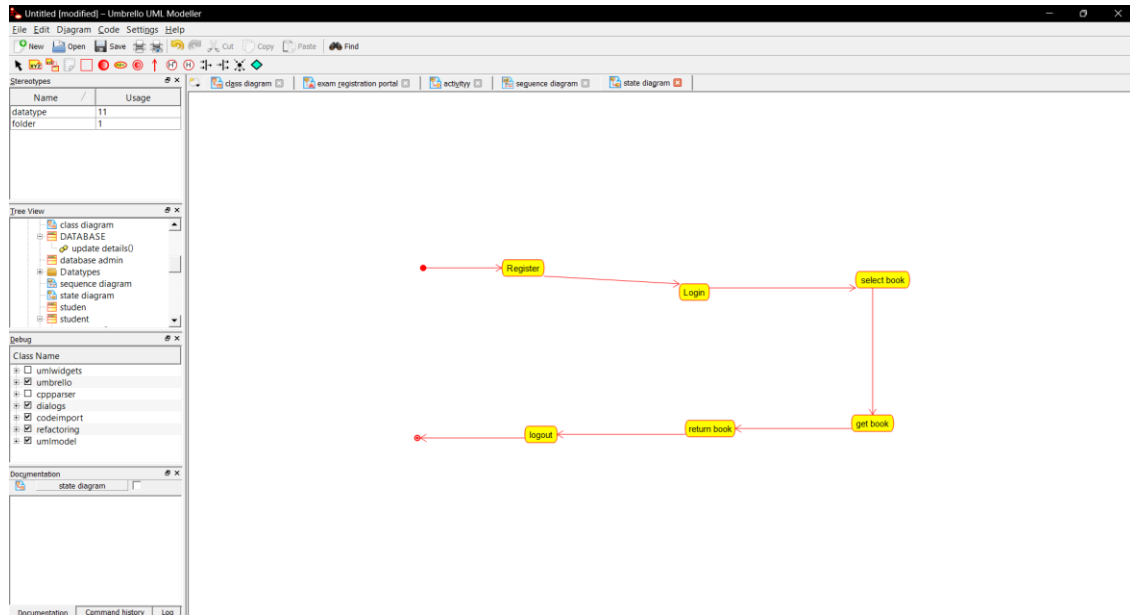 Untitled [modified] – Umbrello UML Modeller
File Edit Diagram Code Settings Help
New Open Save Cut Copy Paste Find
Stereotypes
class diagram exam registration portal activityy sequence diagram state diagram
Name Usage
datatype 11
folder 1
Tree View
class diagram
DATABASE
update details()
database admin
Datatypes
sequence diagram
state diagram
studen
student
Register
Login
select book
get book
return book
logout
Debug
Class Name
umlwidgets
umbrello
cppparser
dialogs
codeimport
refactoring
umlmodel
Documentation
state diagram
Documentation Command history Log